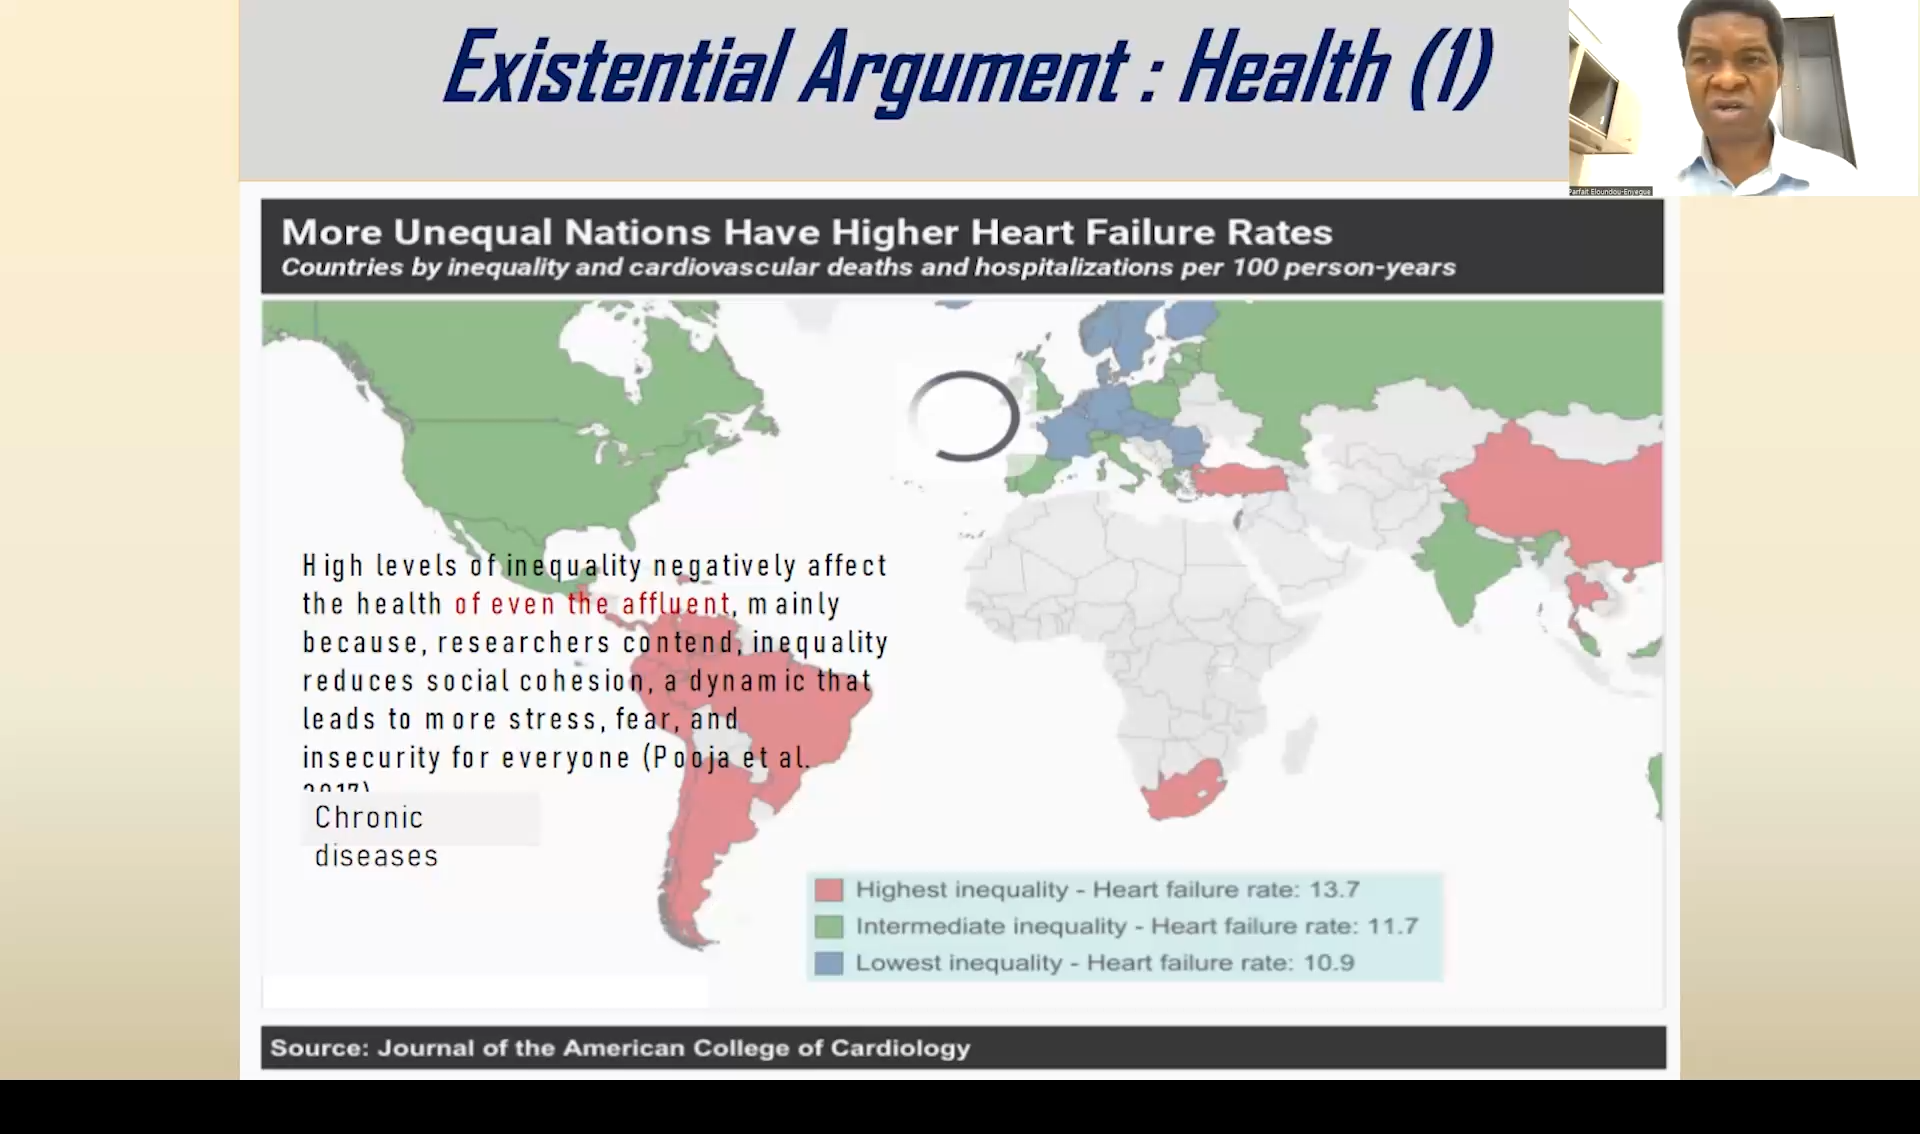 Existential Argument : Health (1)
Parfait Eloundou-Enyegue
More Unequal Nations Have Higher Heart Failure Rates
Countries by inequality and cardiovascular deaths and hospitalizations per 100 person-years
High levels of inequality negatively affect
the health of even the affluent, mainly
because, researchers contend, inequality
reduces social cohesion, a dynamic that
leads to more stress, fear, and
insecurity for everyone (Pooja et al.
2017)
Chronic
diseases
Highest inequality - Heart failure rate: 13.7
Intermediate inequality - Heart failure rate: 11.7
Lowest inequality - Heart failure rate: 10.9
Source: Journal of the American College of Cardiology